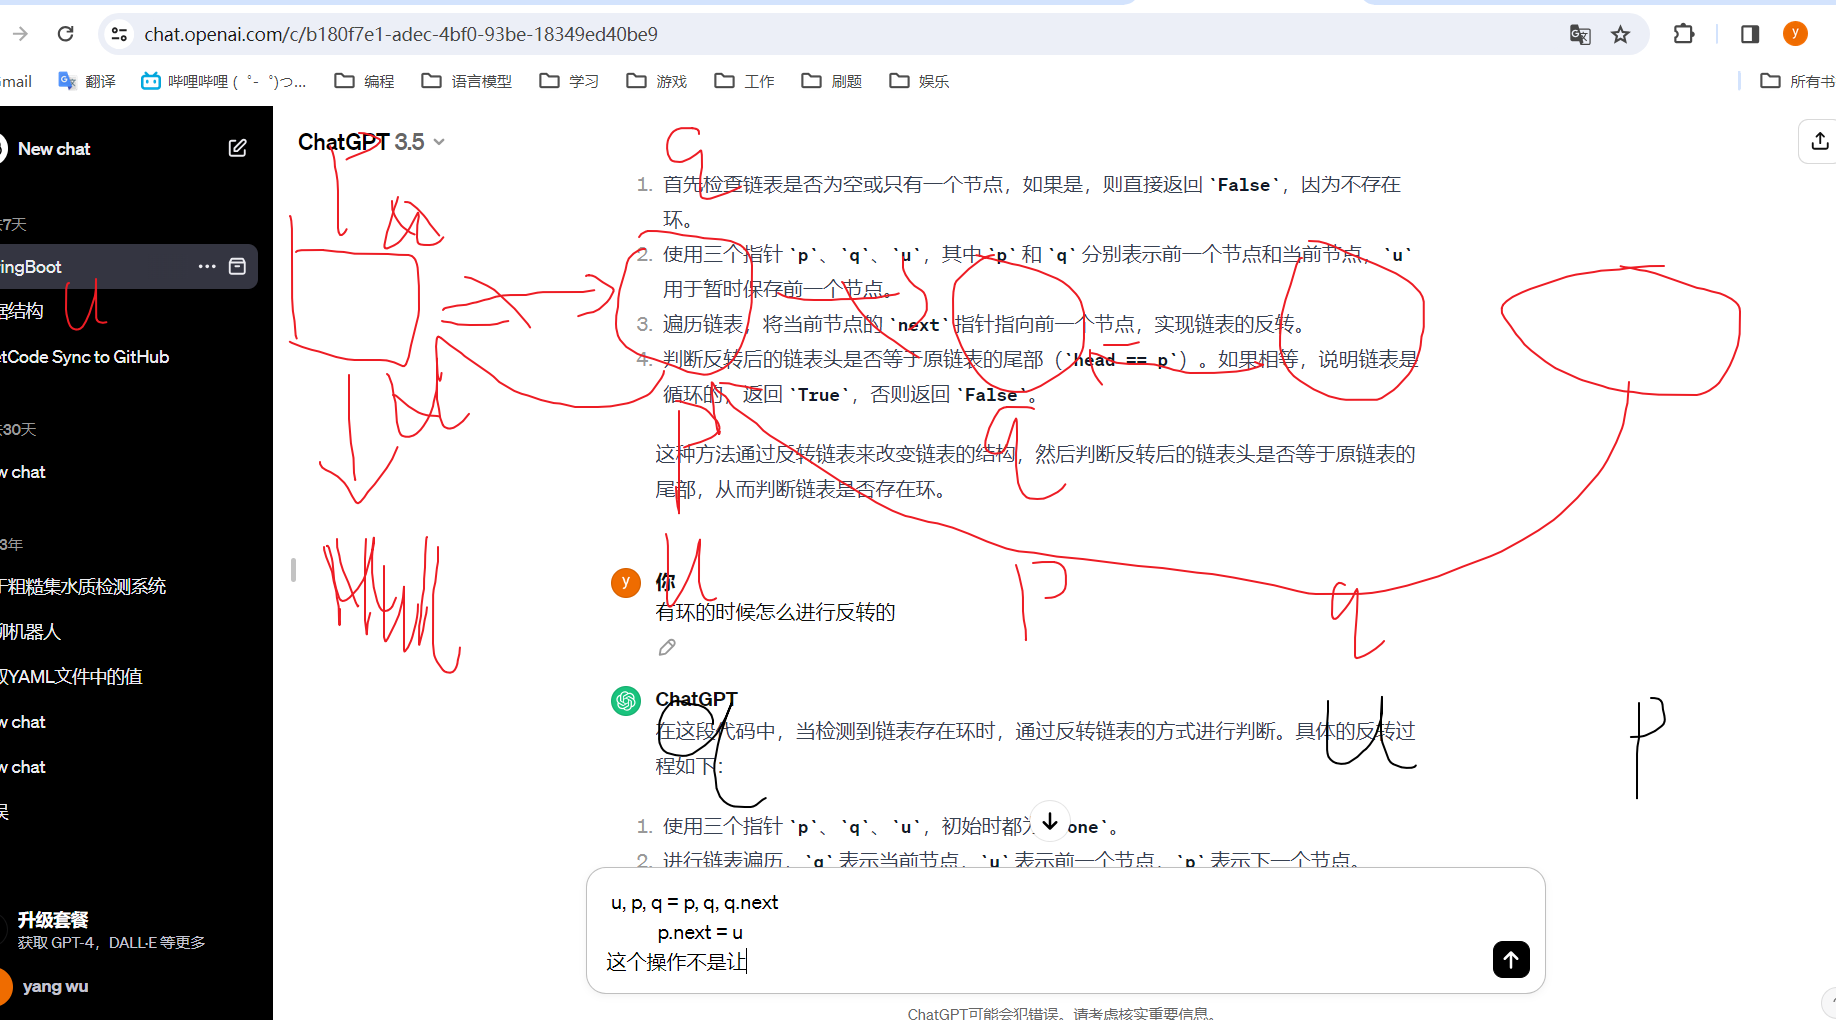 chat.openai.com/c/b180f7e1-adec-4bf0-93be-18349ed40be9
翻译
哔哩哔哩 (゜-゜)つ...
编程
语言模型
学习
游戏
工作
刷题
娱乐
所有书
New chat
7天
ingBoot
结构
tCode Sync to GitHub
30天
chat
年
粗糙集水质检测系统
机器人
YAML文件中的值
chat
chat
升级套餐
获取 GPT-4，DALL·E 等更多
yang wu
ChatGPT 3.5
1. 首先检查链表是否为空或只有一个节点，如果是，则直接返回 `False`，因为不存在
环。
2. 使用三个指针 `p`、`q`、`u`，其中 `p` 和 `q` 分别表示前一个节点和当前节点，`u`
用于暂时保存前一个节点。
3. 遍历链表，将当前节点的 `next` 指针指向前一个节点，实现链表的反转。
4. 判断反转后的链表头是否等于原链表的尾部（`head == p`）。如果相等，说明链表是
循环的，返回 `True`，否则返回 `False`。
这种方法通过反转链表来改变链表的结构，然后判断反转后的链表头是否等于原链表的
尾部，从而判断链表是否存在环。
y
你
有环的时候怎么进行反转的
ChatGPT
在这段代码中，当检测到链表存在环时，通过反转链表的方式进行判断。具体的反转过
程如下：
1. 使用三个指针 `p`、`q`、`u`，初始时都为 one`。
2. 进行链表遍历，`q` 表示当前节点，`u` 表示前一个节点，`p` 表示下一个节点。
u, p, q = p, q, q.next
p.next = u
这个操作不是让
ChatGPT可能会犯错误。请考虑核实重要信息。
P
q
u
u
u
P
q
u
P
q
q
u
P